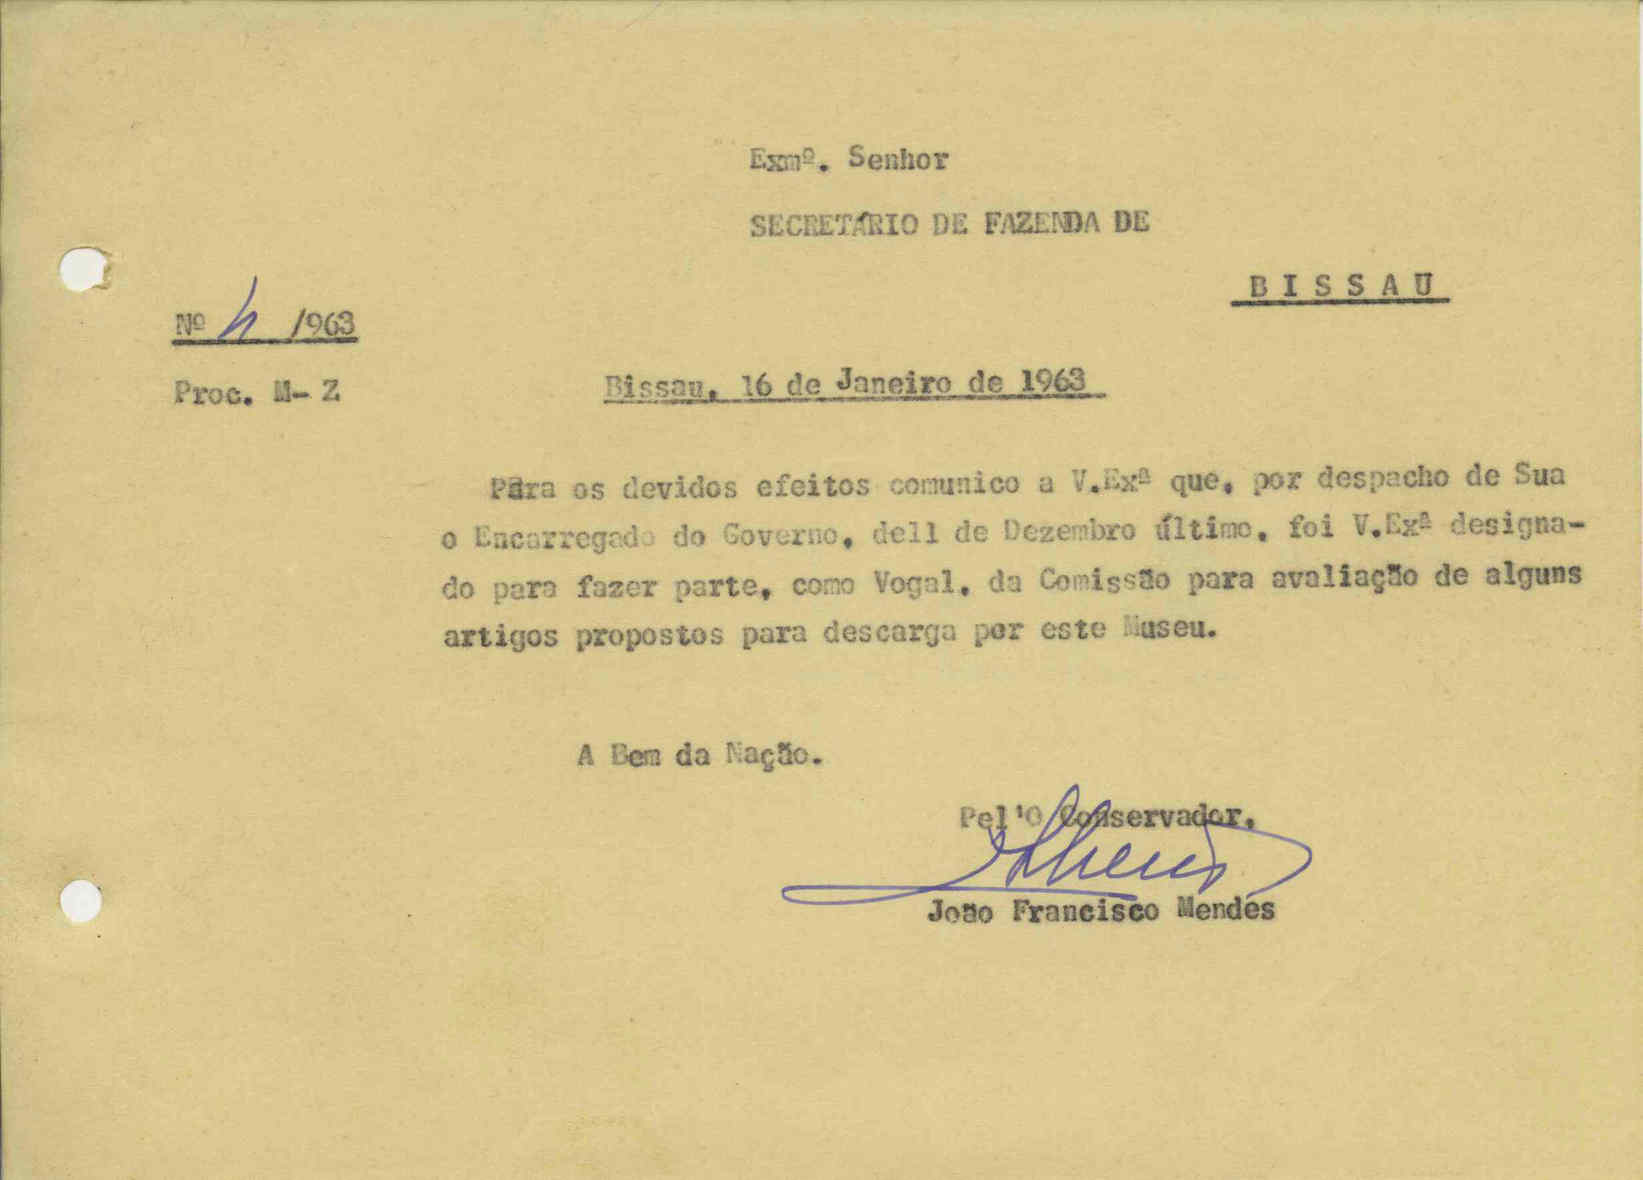 Exmº. Senhor
SECRETÁRIO DE FAZENDA DE
B I S S A U
Nº 4 /963
Proc. M- Z
Bissau, 16 de Janeiro de 1963
Para os devidos efeitos comunico a V.Exª que, por despacho de Sua
o Encarregado do Governo, de11 de Dezembro último, foi V.Exª designa-
do para fazer parte, como Vogal, da Comissão para avaliação de alguns
artigos propostos para descarga por este Museu.
A Bem da Nação.
Pel'O Conservador,
João Francisco Mendes